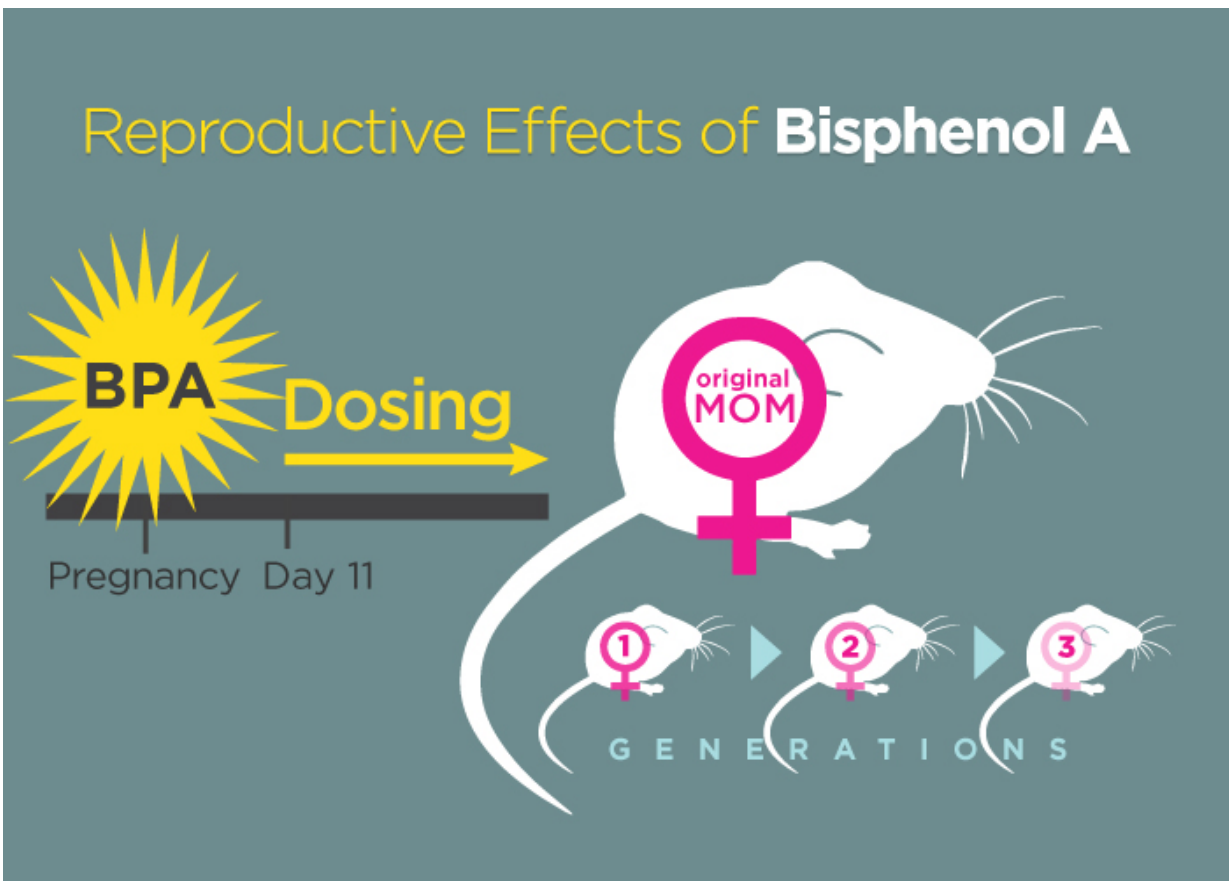 Reproductive Effects of Bisphenol A
BPA
Dosing
Pregnancy Day 11
original
MOM
1 2 3
GENERATIONS